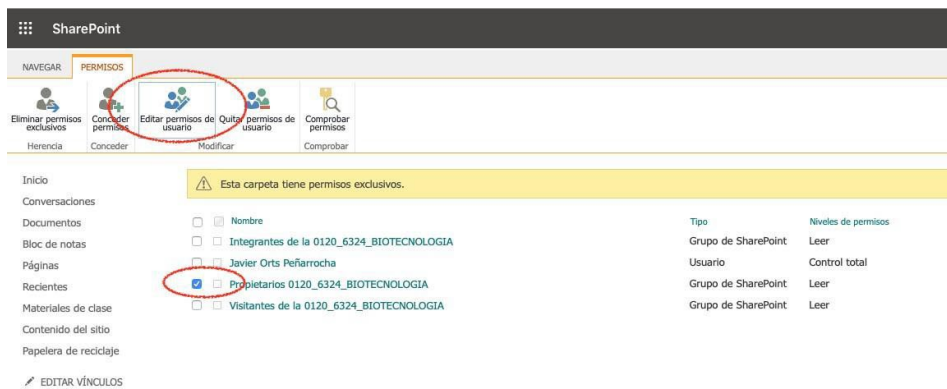 SharePoint
NAVEGAR PERMISOS
Eliminar permisos exclusivos
Conceder permisos
Editar permisos de usuario
Quitar permisos de usuario
Comprobar permisos
Herencia Conceder Modificar Comprobar
Inicio
Conversaciones
Documentos
Bloc de notas
Páginas
Recientes
Materiales de clase
Contenido del sitio
Papelera de reciclaje
EDITAR VÍNCULOS
Esta carpeta tiene permisos exclusivos.
Nombre Tipo Niveles de permisos
Integrantes de la 0120_6324_BIOTECNOLOGIA Grupo de SharePoint Leer
Javier Orts Peñarrocha Usuario Control total
Propietarios 0120_6324_BIOTECNOLOGIA Grupo de SharePoint Leer
Visitantes de la 0120_6324_BIOTECNOLOGIA Grupo de SharePoint Leer